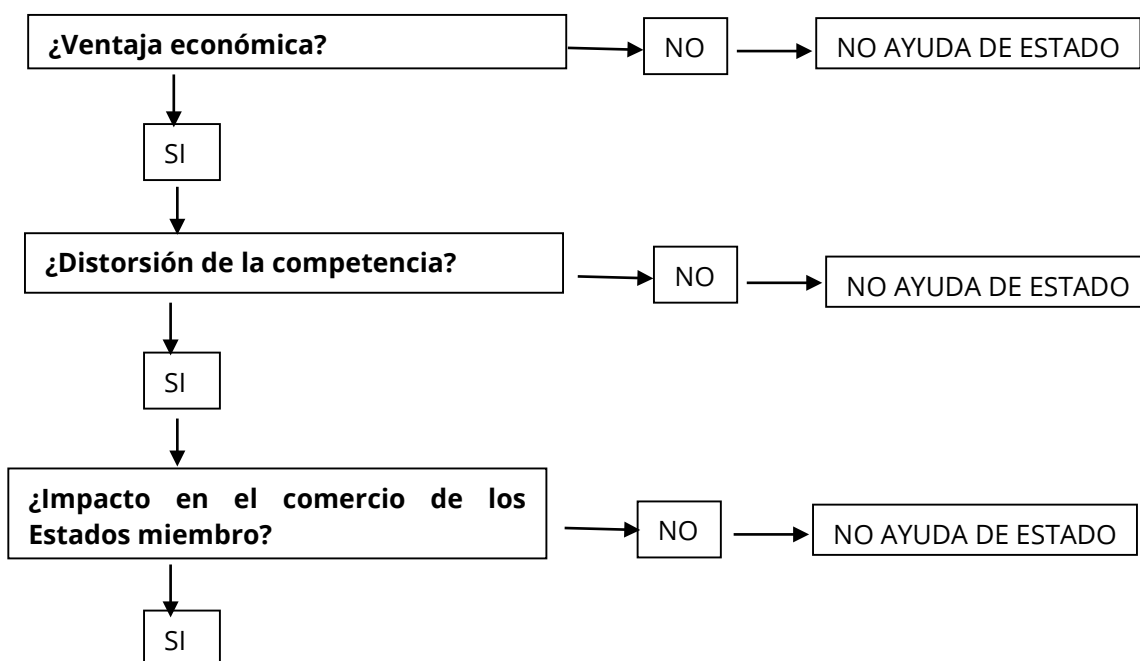 ¿Ventaja económica?
NO
NO AYUDA DE ESTADO
SI
¿Distorsión de la competencia?
NO
NO AYUDA DE ESTADO
SI
¿Impacto en el comercio de los
Estados miembro?
NO
NO AYUDA DE ESTADO
SI